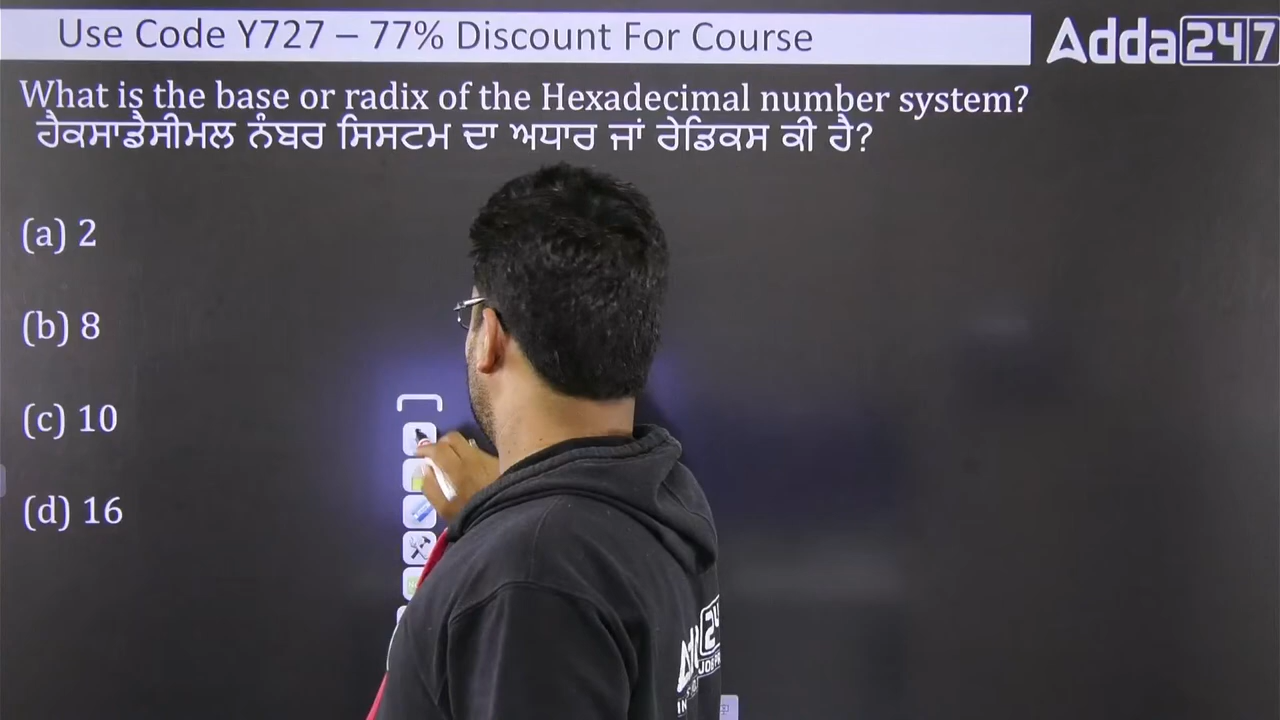 Use Code Y727 – 77% Discount For Course
Adda247
What is the base or radix of the Hexadecimal number system?
ਹੈਕਸਾਡੈਸੀਮਲ ਨੰਬਰ ਸਿਸਟਮ ਦਾ ਅਧਾਰ ਜਾਂ ਰੇਡਿਕਸ ਕੀ ਹੈ?
(a) 2
(b) 8
(c) 10
(d) 16